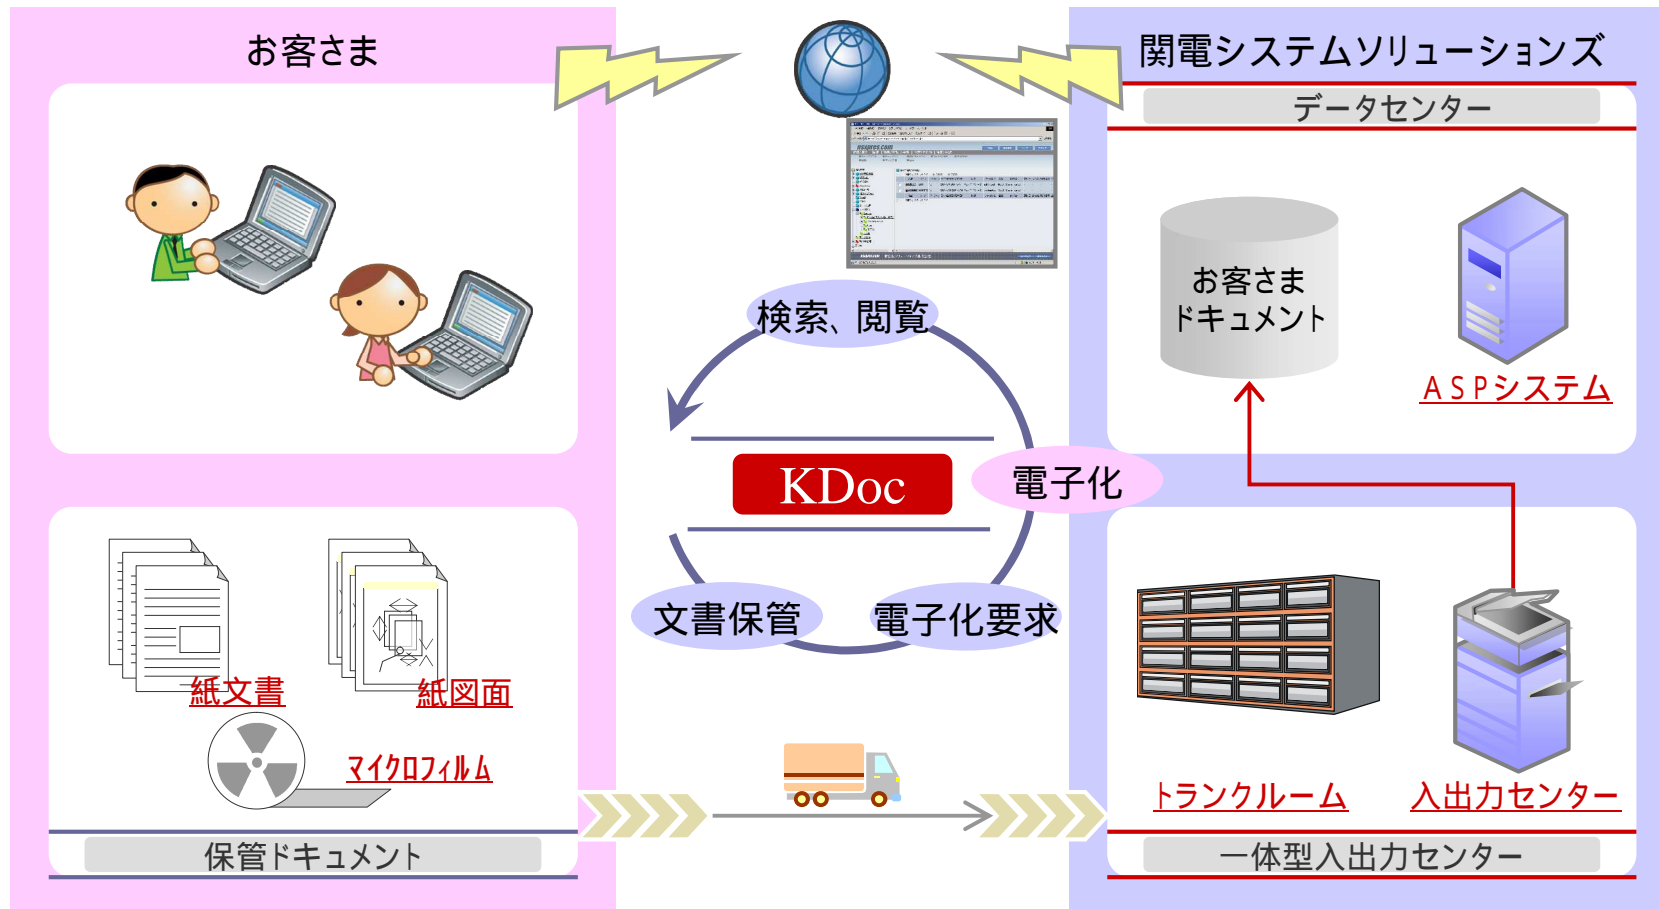 お客さま
関電システムソリューションズ
データセンター
nsxpres.com
お客さま
ドキュメント
ASPシステム
検索、閲覧
KDoc
電子化
文書保管
電子化要求
紙文書
紙図面
マイクロフィルム
トランクルーム
入出力センター
保管ドキュメント
一体型入出力センター